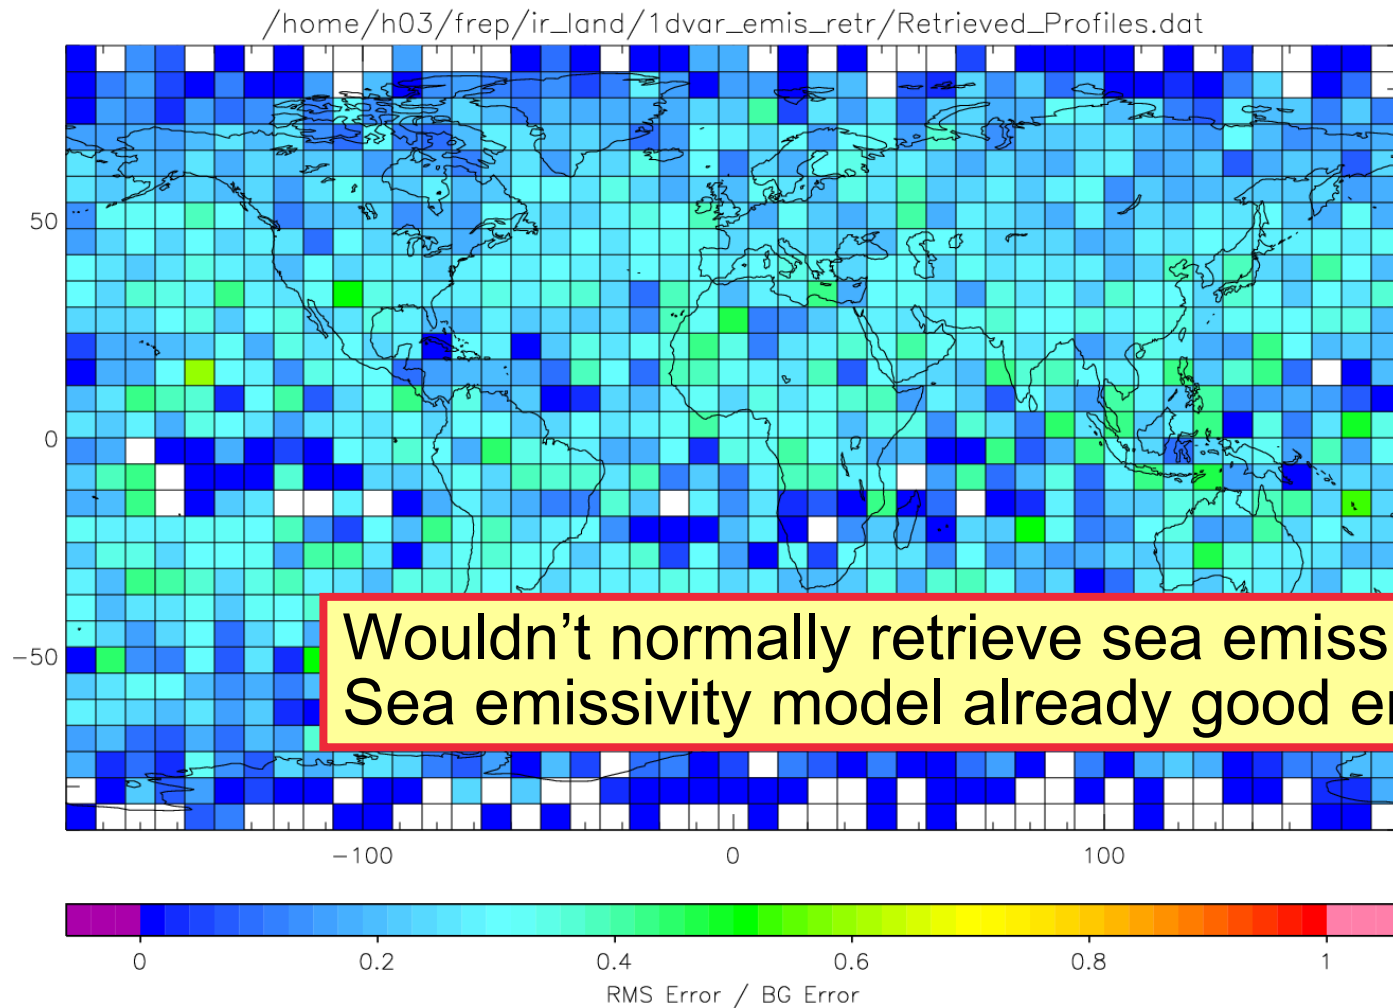 /home/h03/frep/ir_land/1dvar_emis_retr/Retrieved_Profiles.dat
50
0
−50
−100 0 100
Wouldn't normally retrieve sea
Sea emissivity model already good
0 0.2 0.4 0.6 0.8 1
RMS Error / BG Error